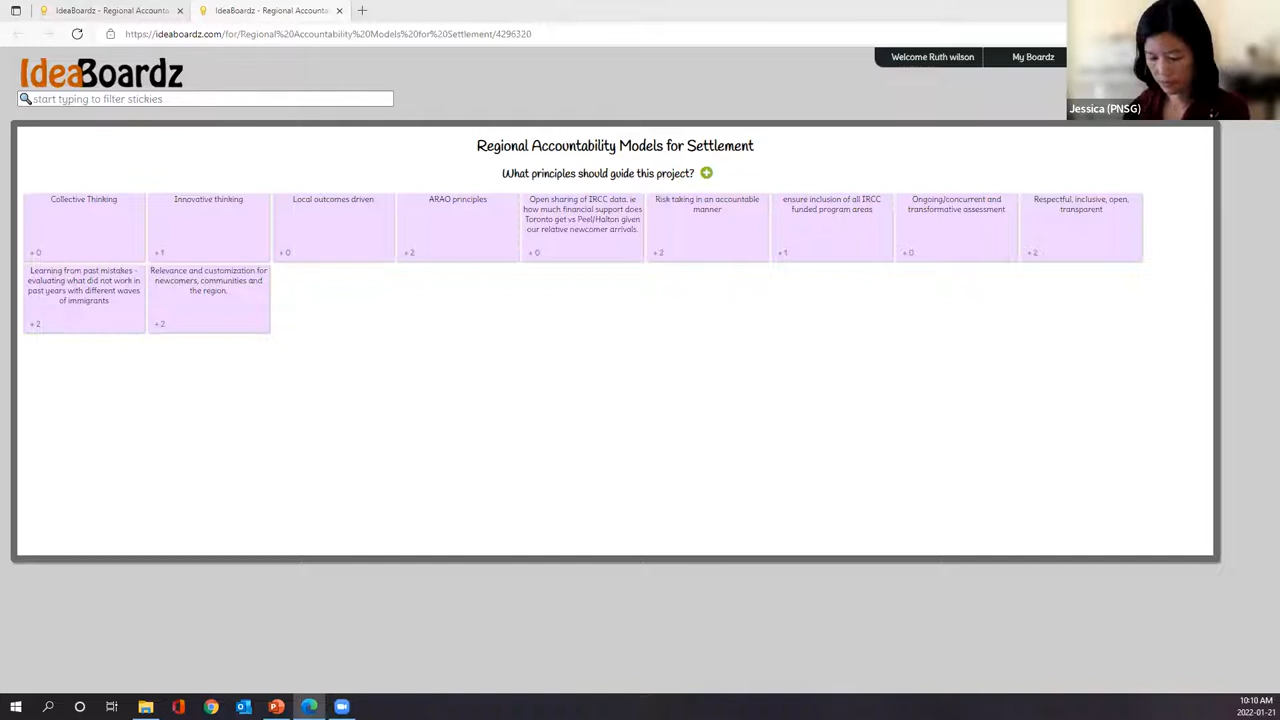 IdeaBoardz - Regional Accounta
IdeaBoardz - Regional Accounta
https://ideaboardz.com/for/Regional%20Accountability%20Models%20for%20Settlement/4296320
IdeaBoardz
Welcome Ruth wilson
My Boardz
start typing to filter stickies
Jessica (PNSG)
Regional Accountability Models for Settlement
What principles should guide this project?
Collective Thinking
+0
Innovative thinking
+1
Local outcomes driven
+0
ARAO principles
+2
Open sharing of IRCC data. ie
how much financial support does
Toronto get vs Peel/Halton given
our relative newcomer arrivals.
+0
Risk taking in an accountable
manner
+2
ensure inclusion of all IRCC
funded program areas
+1
Ongoing/concurrent and
transformative assessment
+0
Respectful, inclusive, open,
transparent
+2
Learning from past mistakes -
evaluating what did not work in
past years with different waves
of immigrants
+2
Relevance and customization for
newcomers, communities and
the region.
+2
10:10 AM
2022-01-21